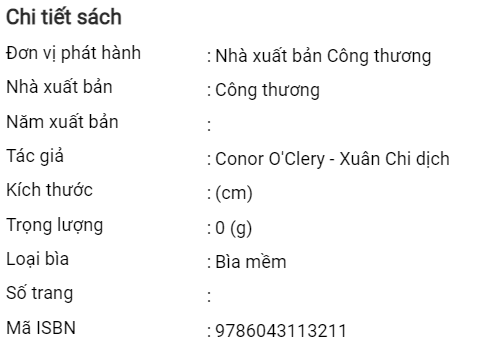 Chi tiết sách
Đơn vị phát hành : Nhà xuất bản Công thương
Nhà xuất bản : Công thương
Năm xuất bản :
Tác giả : Conor O'Clery - Xuân Chi dịch
Kích thước : (cm)
Trọng lượng : 0 (g)
Loại bìa : Bìa mềm
Số trang :
Mã ISBN : 9786043113211